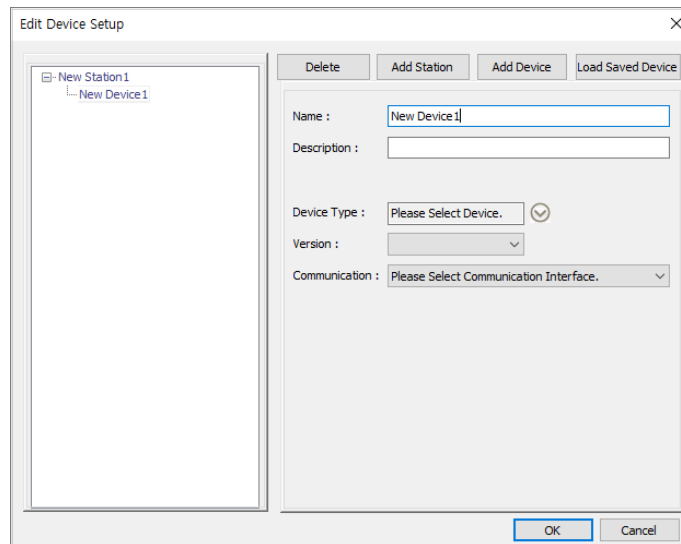 Edit Device Setup
New Station1
New Device1
Delete
Add Station
Add Device
Load Saved Device
Name :
New Device1
Description :
Device Type :
Please Select Device.
Version :
Communication :
Please Select Communication Interface.
OK
Cancel